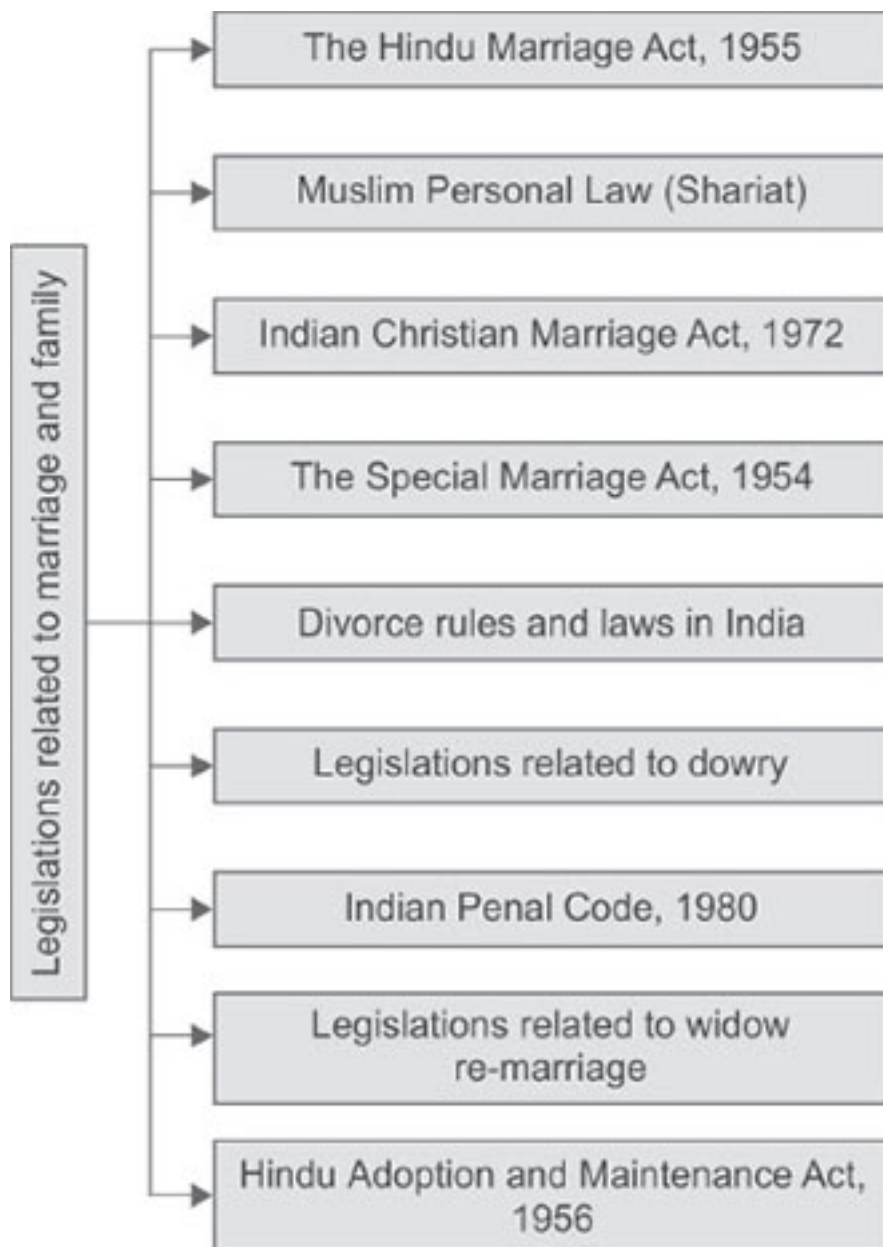 Legislations related to marriage and family
The Hindu Marriage Act, 1955
Muslim Personal Law (Shariat)
Indian Christian Marriage Act, 1972
The Special Marriage Act, 1954
Divorce rules and laws in India
Legislations related to dowry
Indian Penal Code, 1980
Legislations related to widow
re-marriage
Hindu Adoption and Maintenance Act,
1956